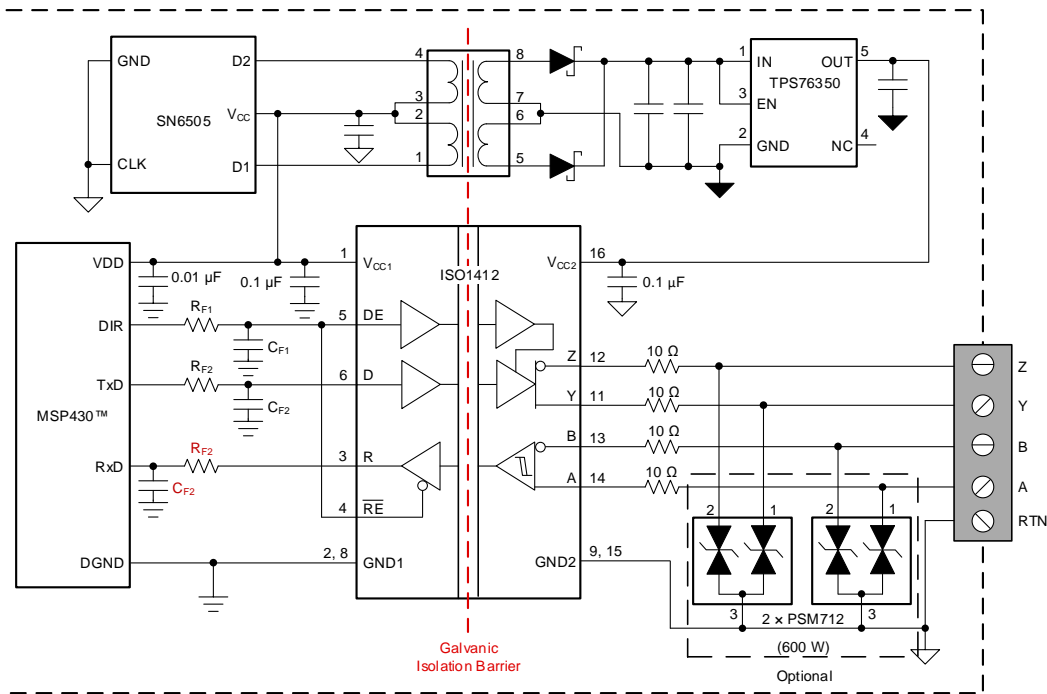 GND
D2
SN6505
VCC
CLK
D1
4
3
2
1
8
7
6
5
1
IN
OUT
5
TPS76350
3
EN
2
GND
NC
4
VDD
0.01 µF
0.1 µF
1
VCC1
ISO1412
VCC2
16
0.1 µF
DIR
RF1
CF1
5
DE
TxD
RF2
CF2
6
D
MSP430™
Z
12
10 Ω
Z
Y
11
10 Ω
Y
B
13
10 Ω
B
RxD
RF2
CF2
3
R
A
14
10 Ω
A
4
RE
2
1
2
1
RTN
DGND
2, 8
GND1
GND2
9, 15
3
3
2 × PSM712
(600 W)
Optional
Galvanic
Isolation Barrier